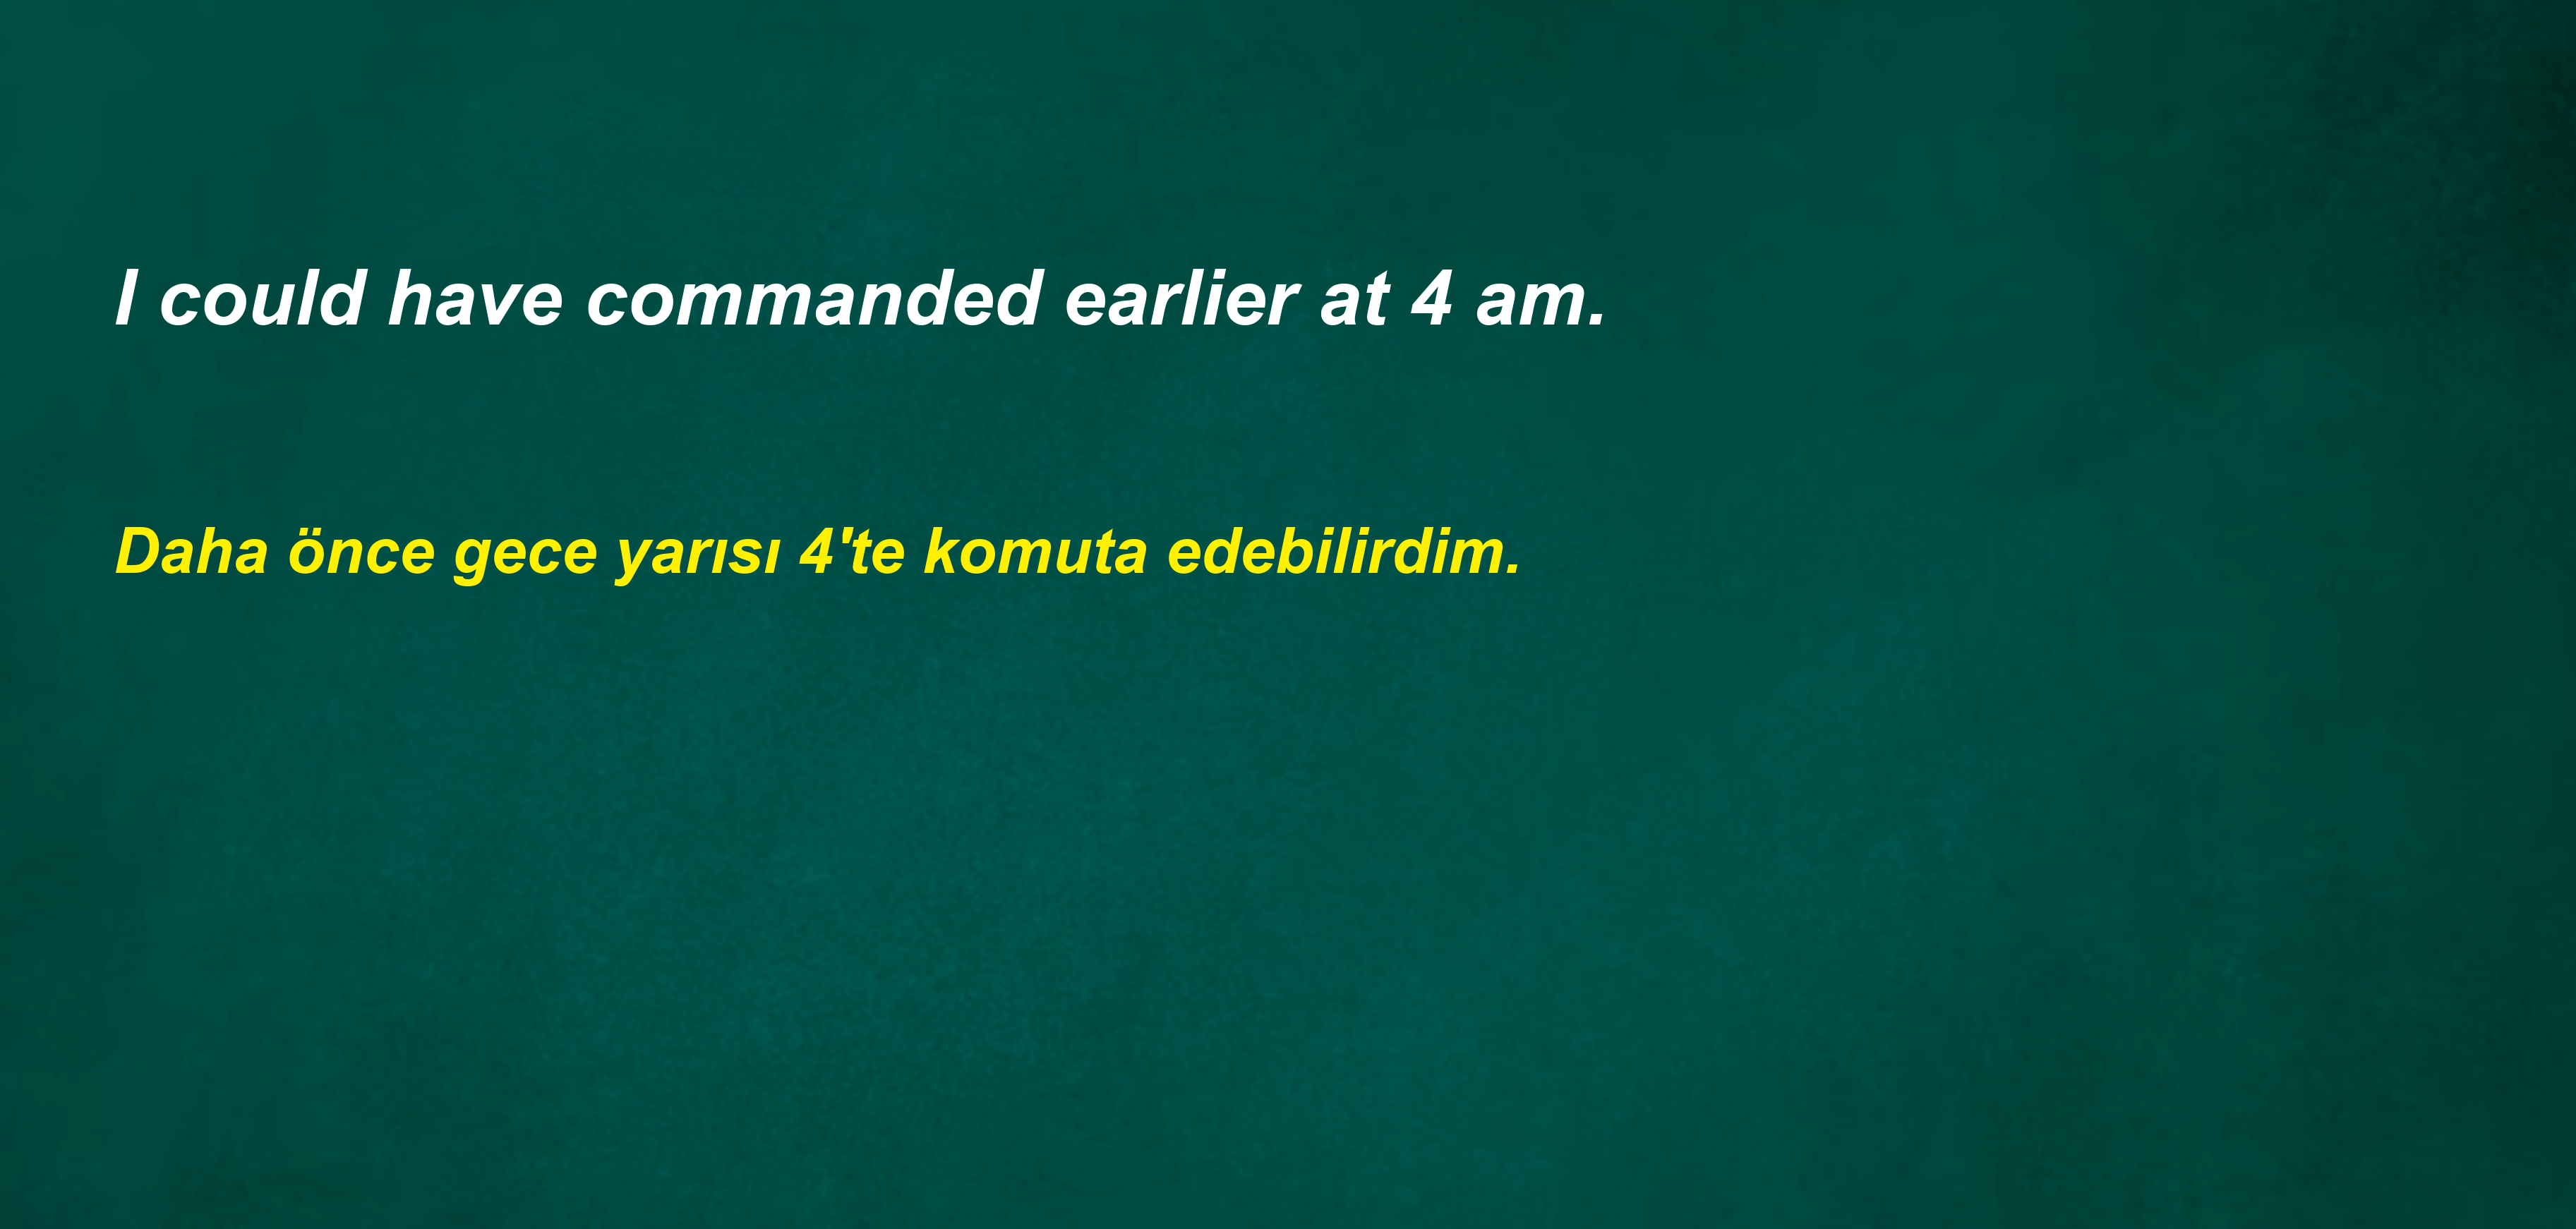 I could have commanded earlier at 4 am.
Daha önce gece yarısı 4'te komuta edebilirdim.